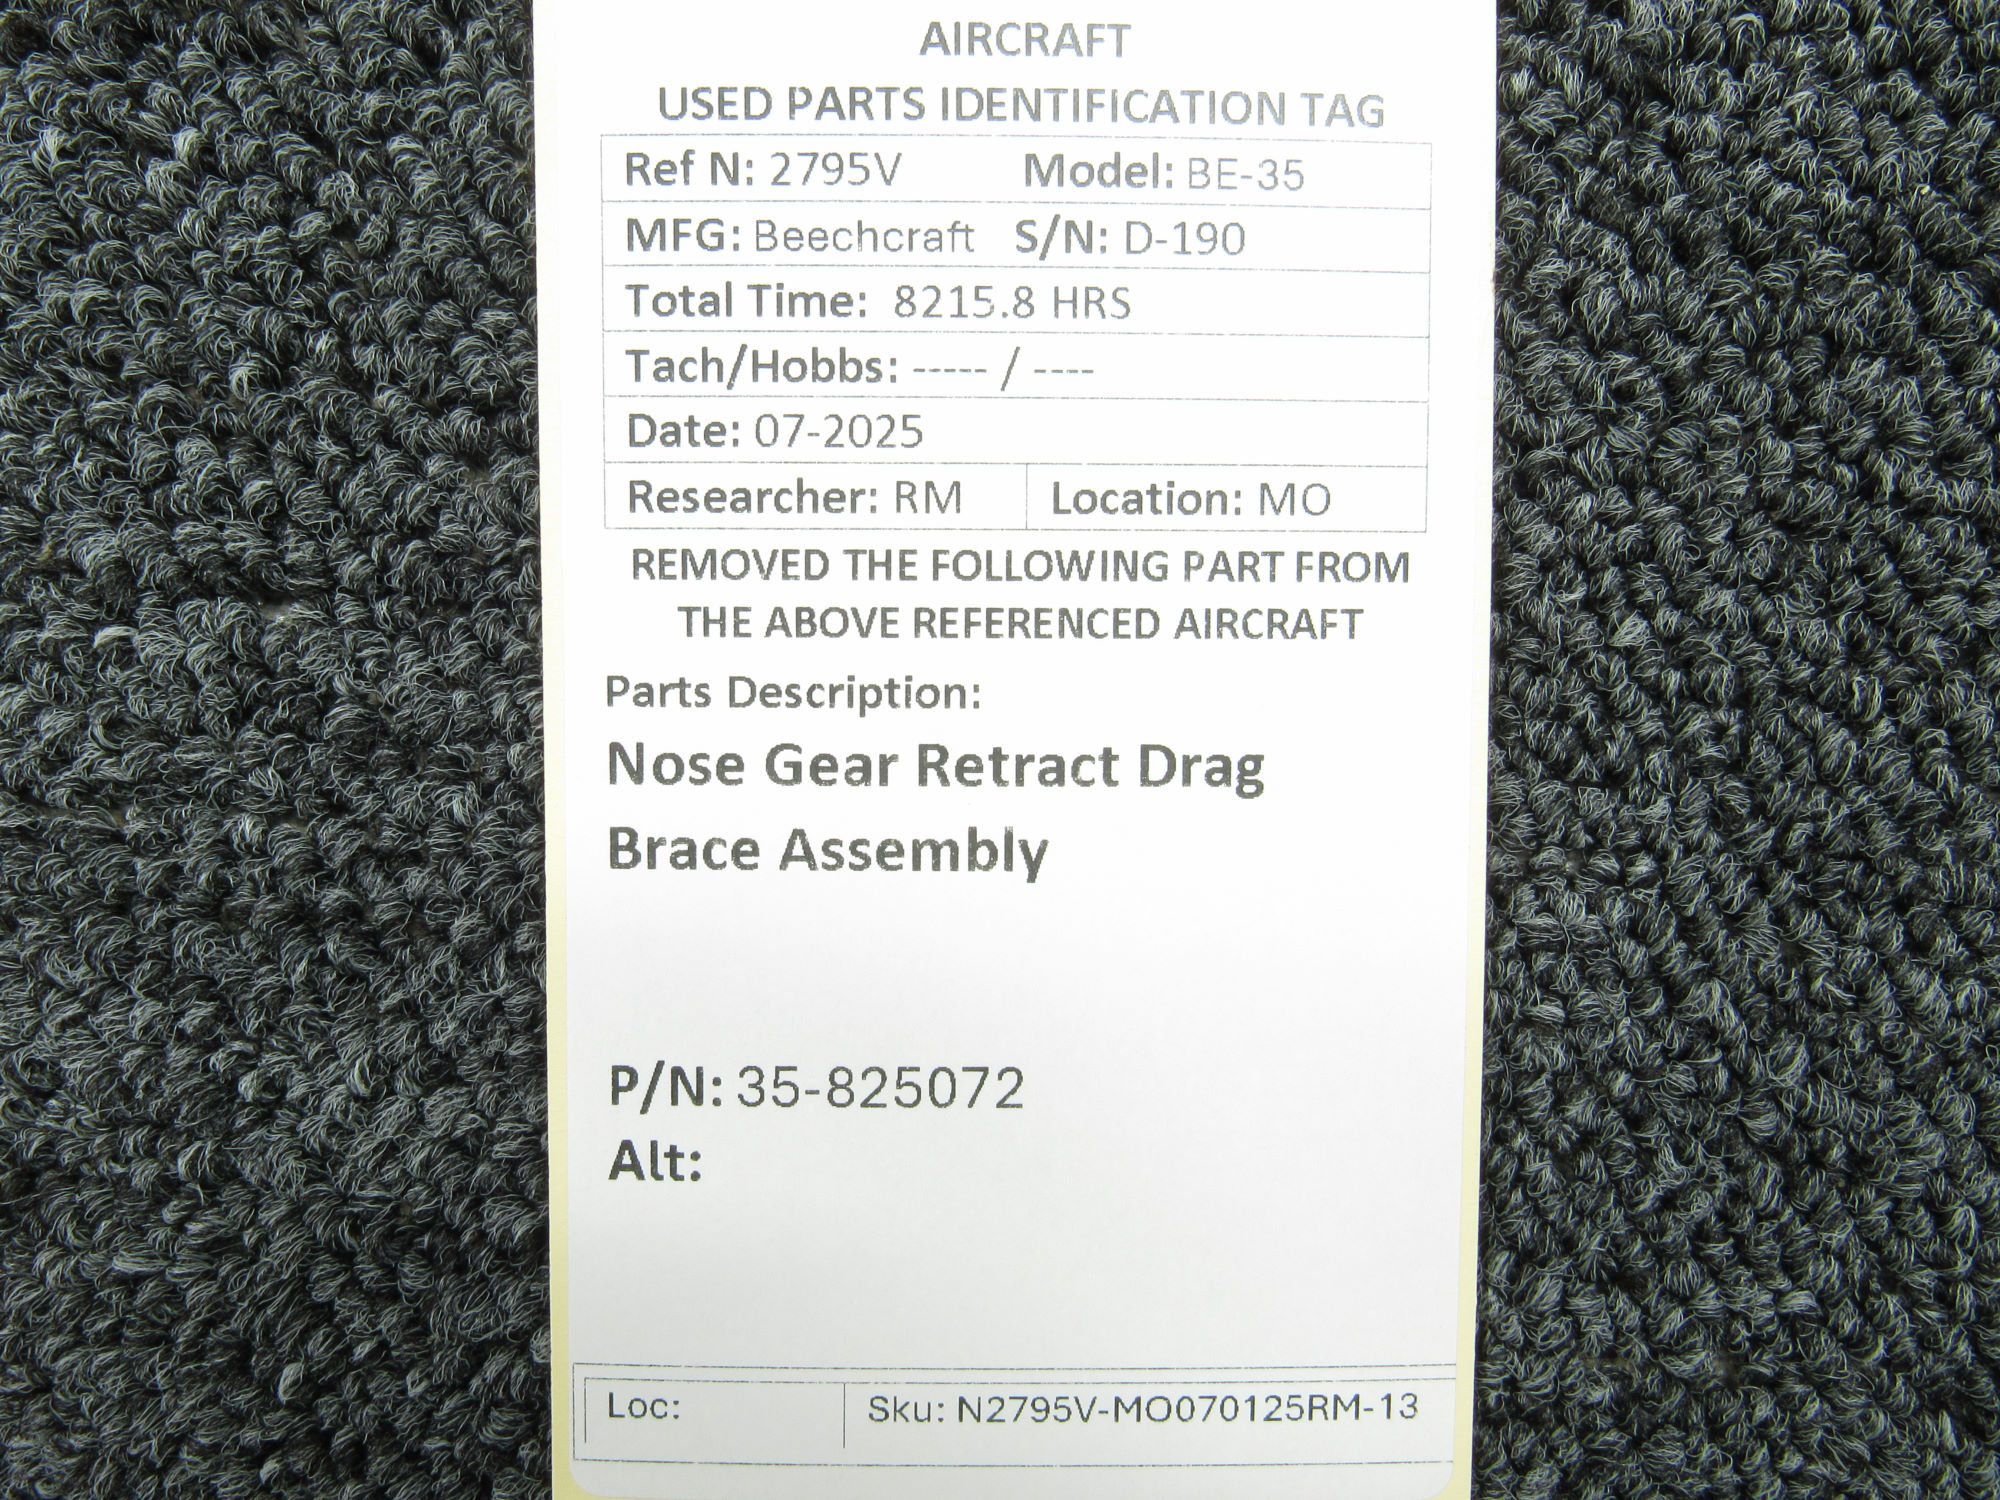 AIRCRAFT
USED PARTS IDENTIFICATION TAG
Ref N: 2795V Model: BE-35
MFG: Beechcraft S/N: D-190
Total Time: 8215.8 HRS
Tach/Hobbs: ----- / ----
Date: 07-2025
Researcher: RM Location: MO
REMOVED THE FOLLOWING PART FROM
THE ABOVE REFERENCED AIRCRAFT
Parts Description:
Nose Gear Retract Drag
Brace Assembly
P/N: 35-825072
Alt:
Loc: Sku: N2795V-MO070125RM-13